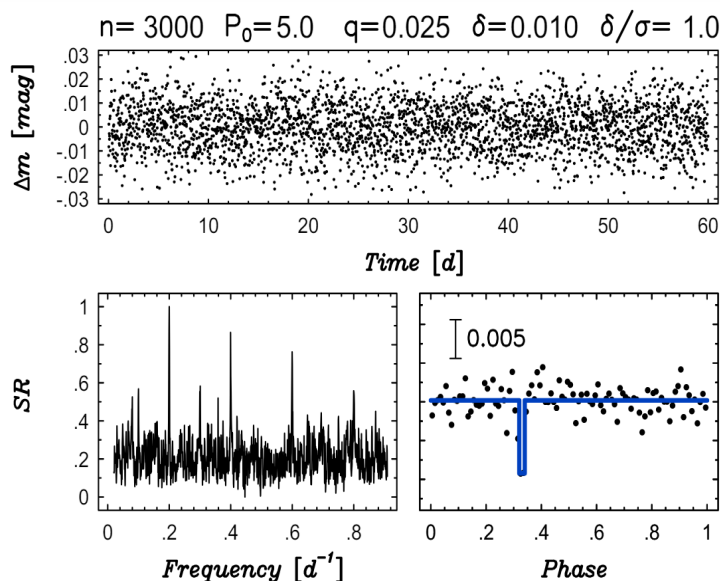 n= 3000 P₀= 5.0 q= 0.025 δ= 0.010 δ/σ= 1.0
.03
.02
.01
0
-.01
-.02
-.03
Δm [mag]
0 10 20 30 40 50 60
Time [d]
1
.8
.6
.4
.2
0
SR
0 .2 .4 .6 .8
Frequency [d⁻¹]
0.005
0 .2 .4 .6 .8 1
Phase